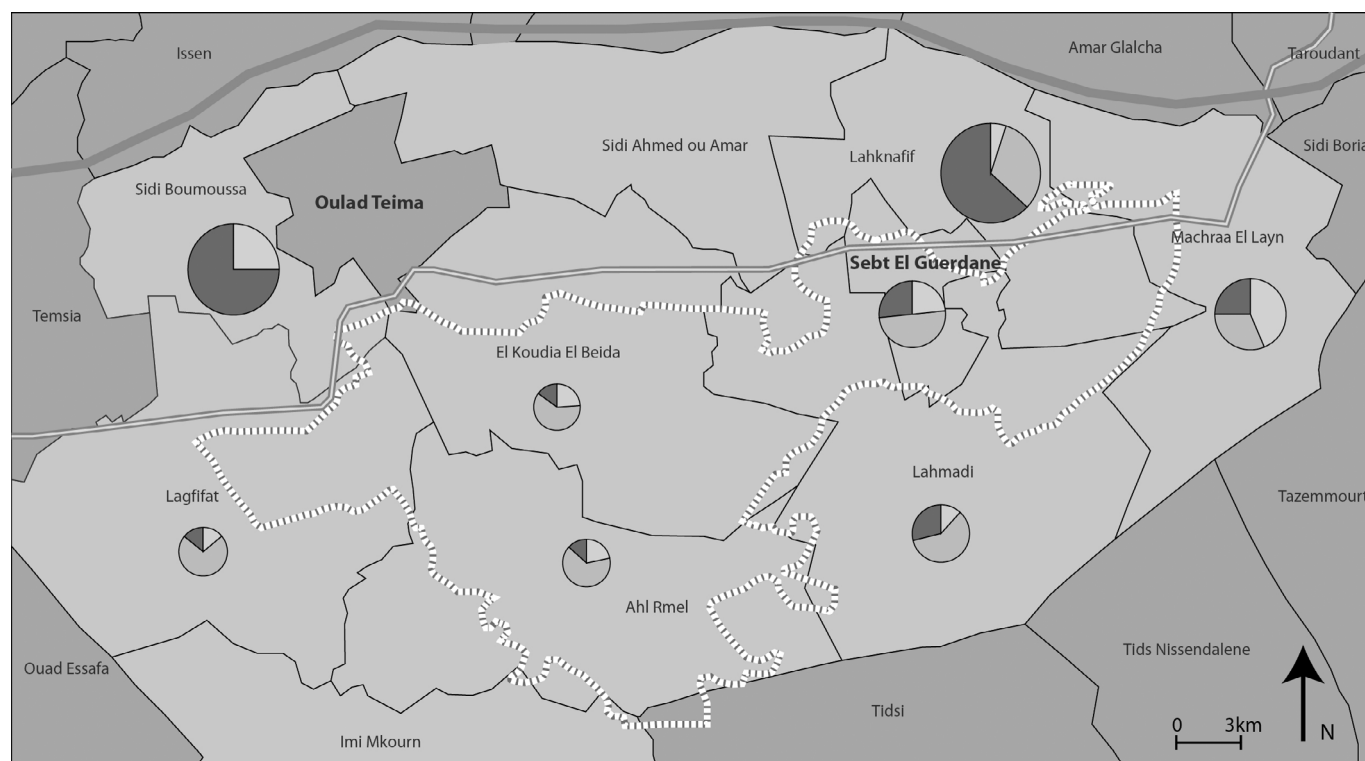 Issen
Amar Glalcha
Taroudant
Sidi Ahmed ou Amar
Lahknafif
Sidi Boria
Sidi Boumoussa
Oulad Teima
Machraa El Layn
Sebt El Guerdane
Temsia
El Koudia El Beida
Lahmadi
Lagfifat
Tazemmourt
Ahl Rmel
Ouad Essafa
Tids Nissendalene
Tidsi
0 3km
N
Imi Mkourn